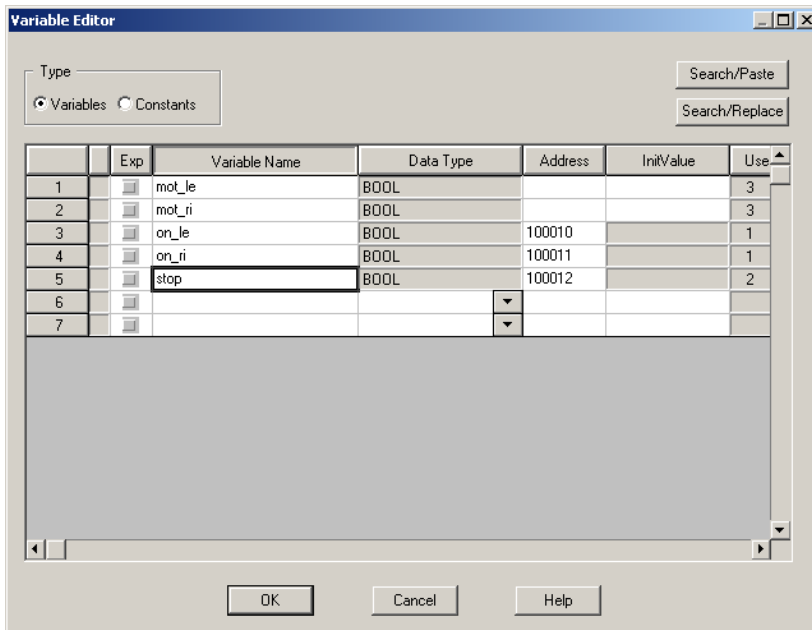 Variable Editor
Type
Variables Constants
Search/Paste
Search/Replace
Exp Variable Name Data Type Address InitValue Use
1 mot_le BOOL 3
2 mot_ri BOOL 3
3 on_le BOOL 100010 1
4 on_ri BOOL 100011 1
5 stop BOOL 100012 2
6
7
OK Cancel Help